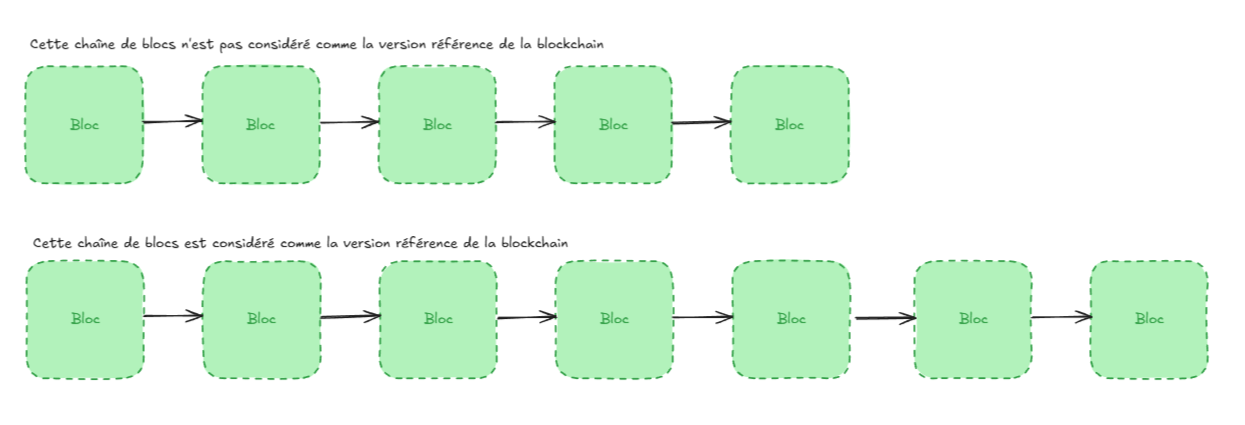 Cette chaîne de blocs n'est pas considéré comme la version référence de la blockchain
Bloc
Bloc
Bloc
Bloc
Bloc
Cette chaîne de blocs est considéré comme la version référence de la blockchain
Bloc
Bloc
Bloc
Bloc
Bloc
Bloc
Bloc